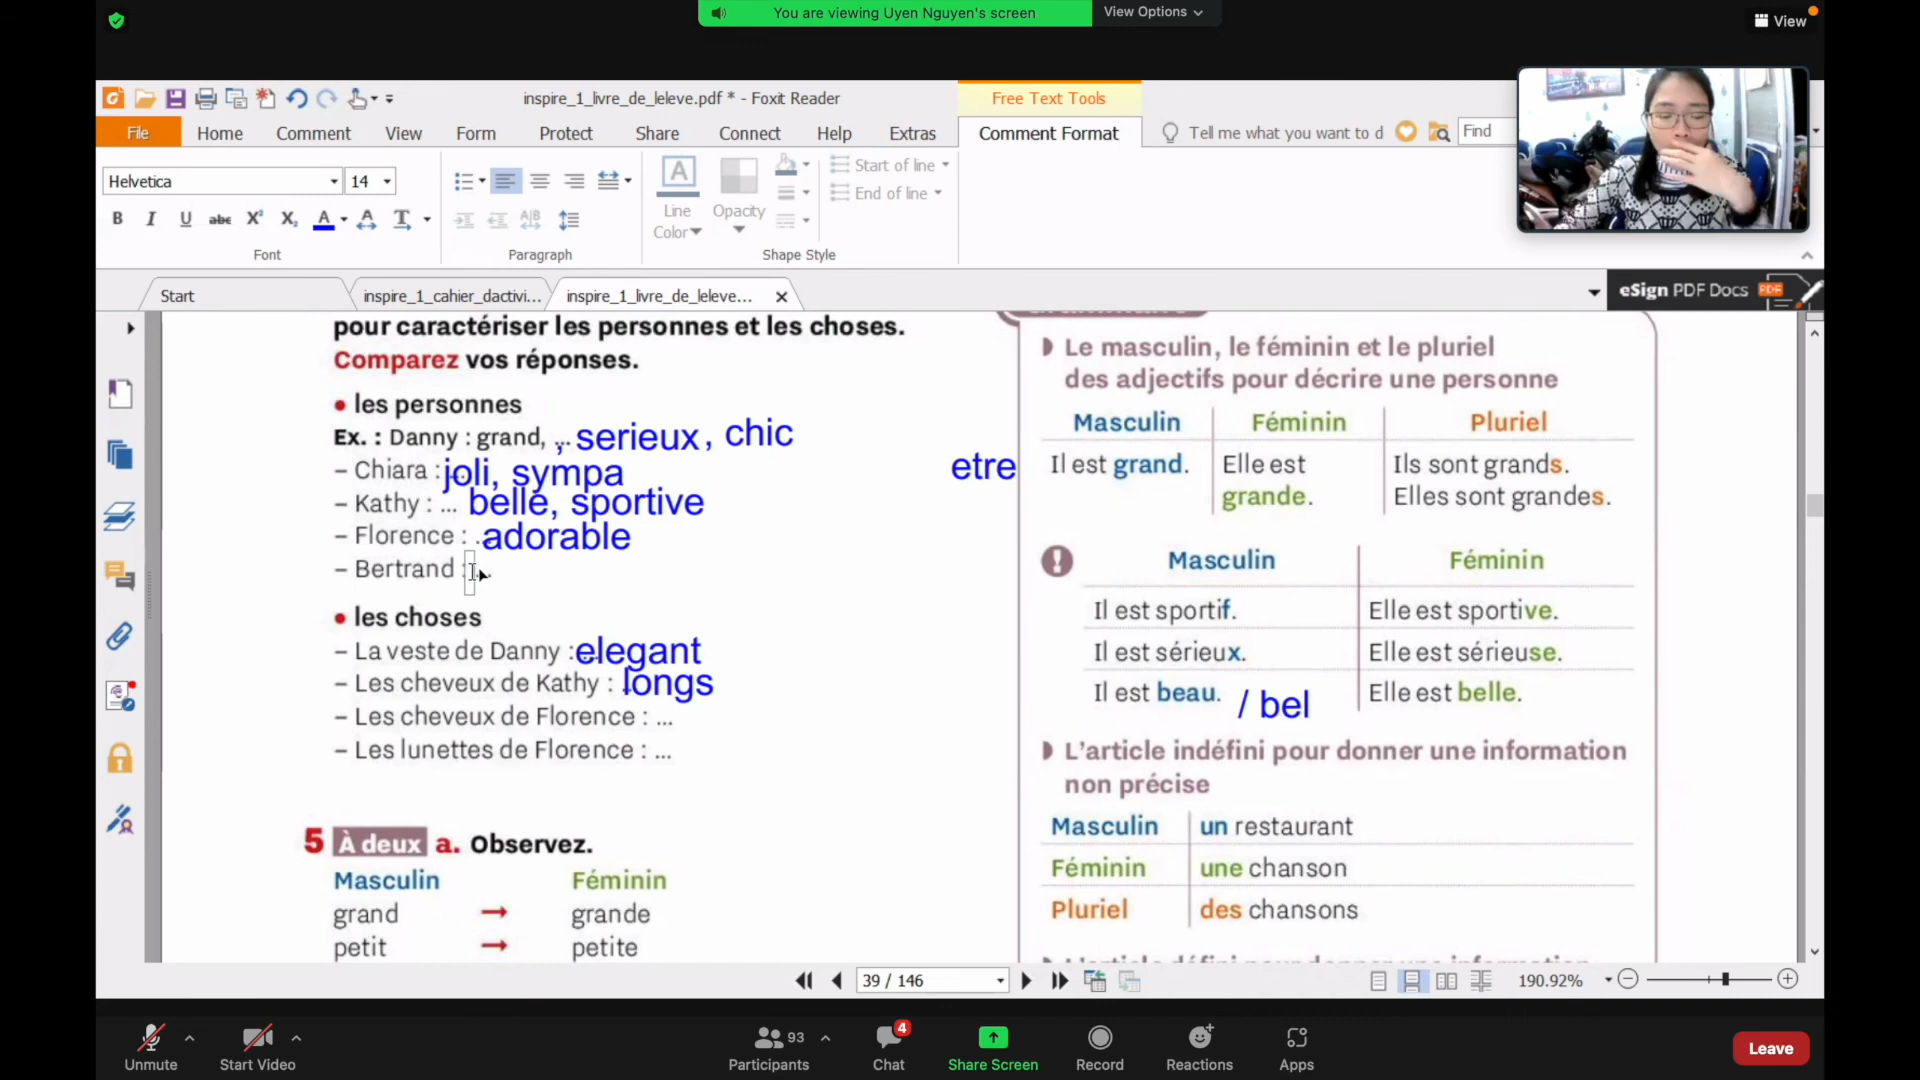 You are viewing Uyen Nguyen's screen
View Options
View
inspire_1_livre_de_leleve.pdf * - Foxit Reader
Free Text Tools
File
Home
Comment
View
Form
Protect
Share
Connect
Help
Extras
Comment Format
Tell me what you want to d
Find
Helvetica
14
Line
Color
Opacity
Start of line
End of line
Font
Paragraph
Shape Style
Start
inspire_1_cahier_dactivi...
inspire_1_livre_de_leleve...
eSign PDF Docs
PDF
pour caractériser les personnes et les choses.
Comparez vos réponses.
• les personnes
Ex. : Danny : grand, ... , serieux, chic
– Chiara : joli, sympa
– Kathy : ... belle, sportive
– Florence : ... adorable
– Bertrand : ...
• les choses
– La veste de Danny : ... elegant
– Les cheveux de Kathy : longs
– Les cheveux de Florence : ...
– Les lunettes de Florence : ...
5 À deux a. Observez.
Masculin Féminin
grand → grande
petit → petite
Le masculin, le féminin et le pluriel
des adjectifs pour décrire une personne
Masculin Féminin Pluriel
etre Il est grand. Elle est grande. Ils sont grands.
Elles sont grandes.
! Masculin Féminin
Il est sportif. Elle est sportive.
Il est sérieux. Elle est sérieuse.
Il est beau. / bel Elle est belle.
L'article indéfini pour donner une information
non précise
Masculin un restaurant
Féminin une chanson
Pluriel des chansons
39 / 146
190.92%
Unmute
Start Video
93
Participants
4
Chat
Share Screen
Record
Reactions
Apps
Leave